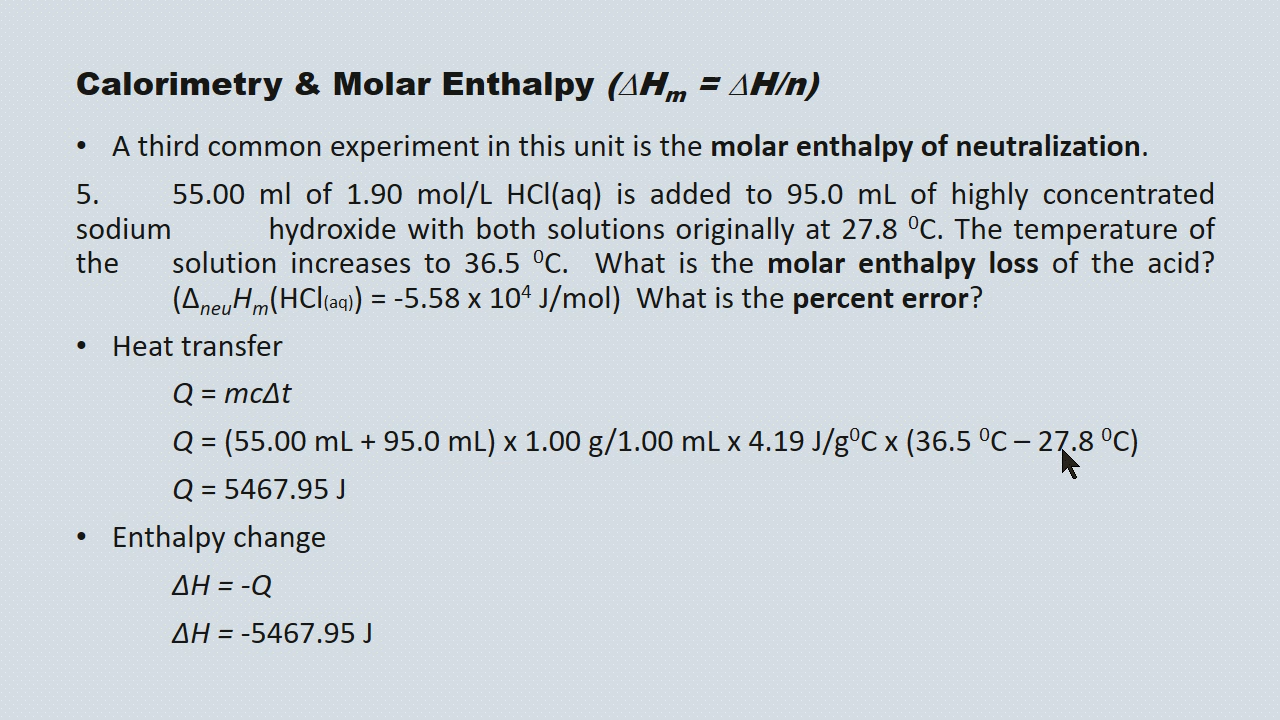 Calorimetry & Molar Enthalpy (ΔHₘ = ΔH/n)
• A third common experiment in this unit is the molar enthalpy of neutralization.
5. 55.00 ml of 1.90 mol/L HCl(aq) is added to 95.0 mL of highly concentrated
sodium hydroxide with both solutions originally at 27.8 ⁰C. The temperature of
the solution increases to 36.5 ⁰C. What is the molar enthalpy loss of the acid?
(ΔₙₑᵤHₘ(HCl(aq)) = -5.58 x 10⁴ J/mol) What is the percent error?
• Heat transfer
Q = mcΔt
Q = (55.00 mL + 95.0 mL) x 1.00 g/1.00 mL x 4.19 J/g⁰C x (36.5 ⁰C – 27.8 ⁰C)
Q = 5467.95 J
• Enthalpy change
ΔH = -Q
ΔH = -5467.95 J